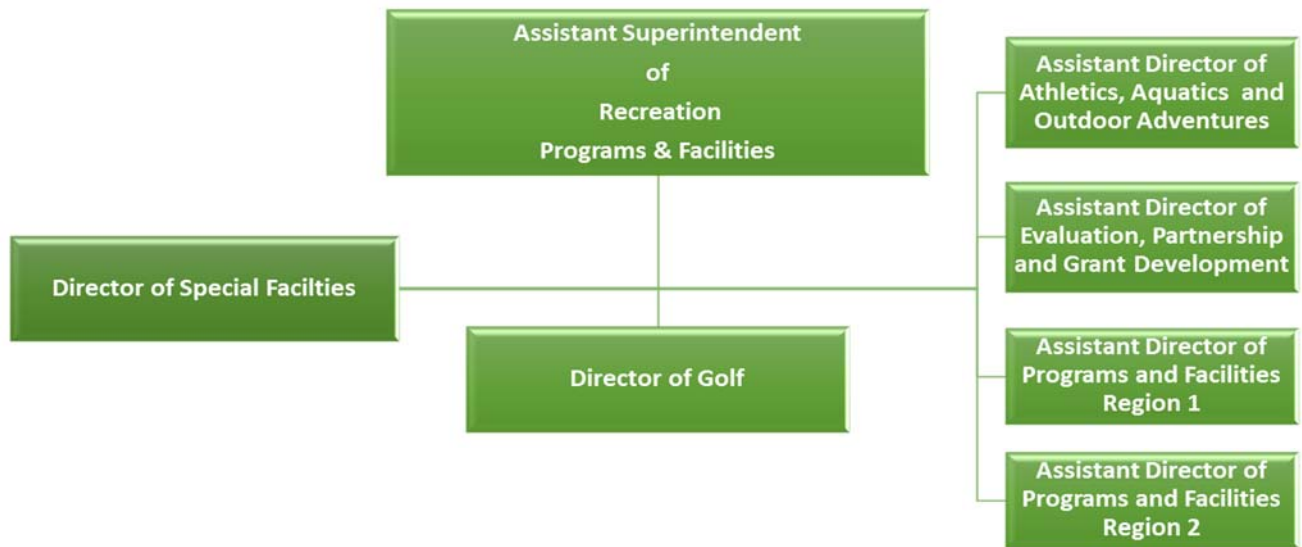 Assistant Superintendent
of
Recreation
Programs & Facilities
Director of Special Facilties
Director of Golf
Assistant Director of
Athletics, Aquatics and
Outdoor Adventures
Assistant Director of
Evaluation, Partnership
and Grant Development
Assistant Director of
Programs and Facilities
Region 1
Assistant Director of
Programs and Facilities
Region 2